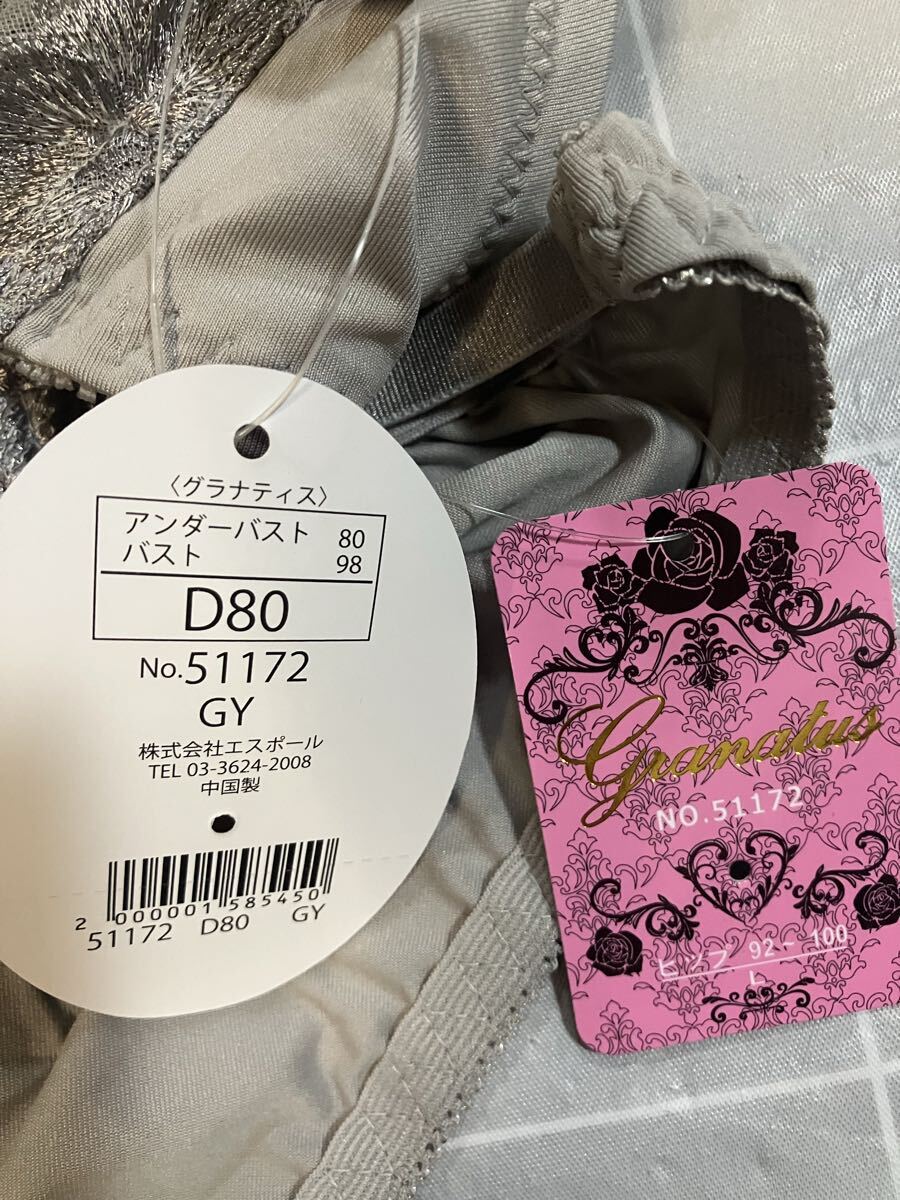 〈グラナティス〉
アンダーバスト 80
バスト 98
D80
No.51172
GY
株式会社エスポール
TEL 03-3624-2008
中国製
2 000001 585450
51172 D80 GY
Granatus
NO.51172
ヒップ 92～ 100
L